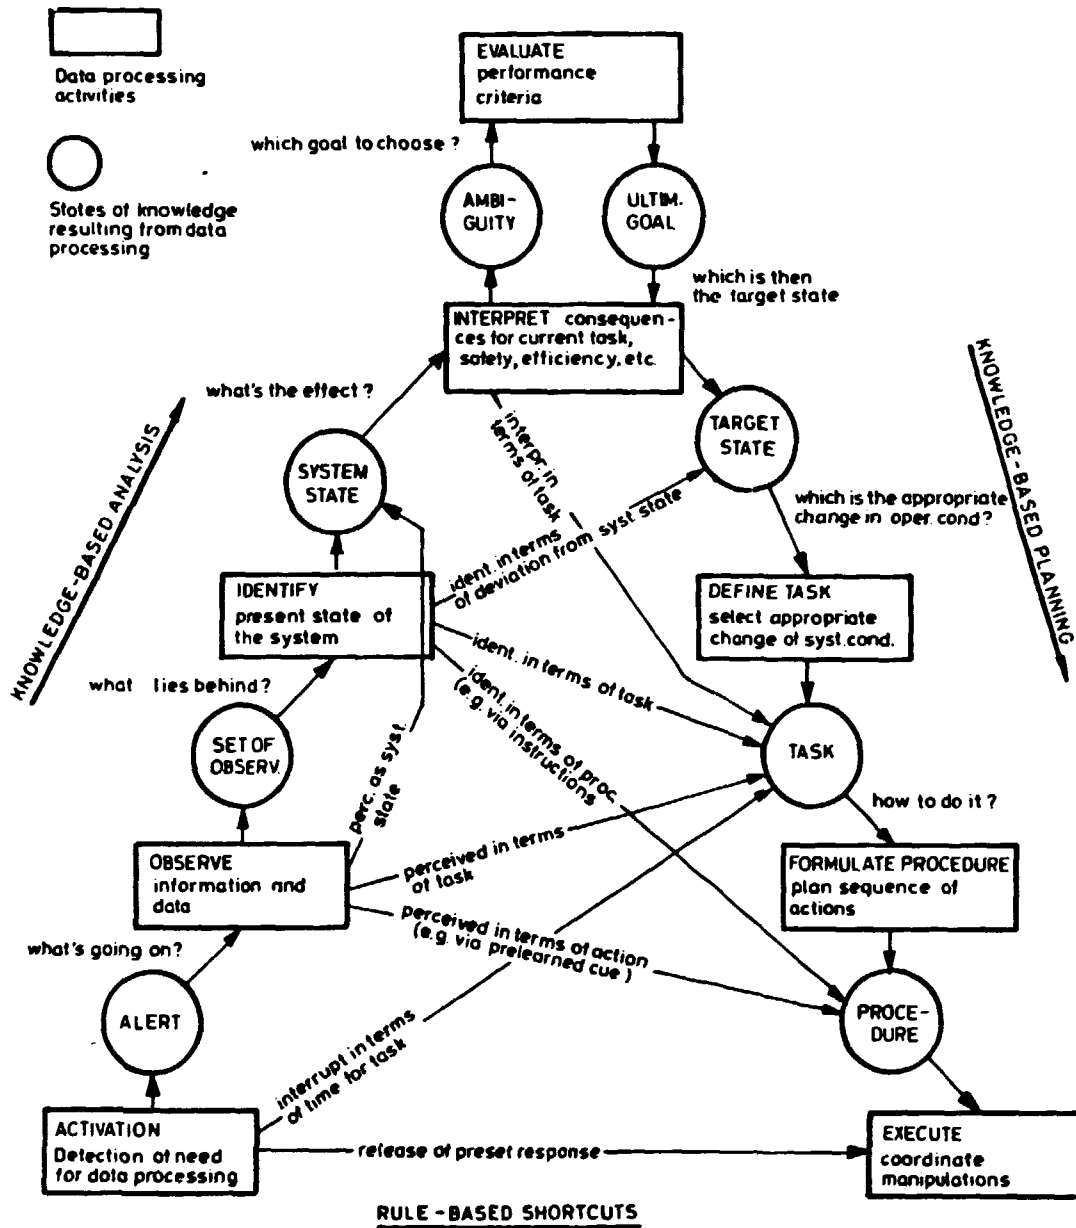 Data processing
activities
States of knowledge
resulting from data
processing
EVALUATE
performance
criteria
which goal to choose?
AMBI-
GUITY
ULTIM.
GOAL
which is then
the target state
INTERPRET consequen-
ces for current task,
safety, efficiency, etc.
what's the effect?
KNOWLEDGE-BASED ANALYSIS
KNOWLEDGE-BASED PLANNING
SYSTEM
STATE
TARGET
STATE
interpr. in
terms of task
which is the appropriate
change in oper. cond?
ident. in terms
of deviation from syst. state
IDENTIFY
present state of
the system
DEFINE TASK
select appropriate
change of syst. cond.
what lies behind?
ident. in terms of task
ident. in terms of proc.
(e.g. via instructions
SET OF
OBSERV.
TASK
perc. as syst.
state
how to do it?
OBSERVE
information and
data
perceived in terms
of task
FORMULATE PROCEDURE
plan sequence of
actions
perceived in terms of action
(e.g. via prelearned cue)
what's going on?
ALERT
PROCE-
DURE
interrupt in terms
of time for task
ACTIVATION
Detection of need
for data processing
release of preset response
EXECUTE
coordinate
manipulations
RULE-BASED SHORTCUTS